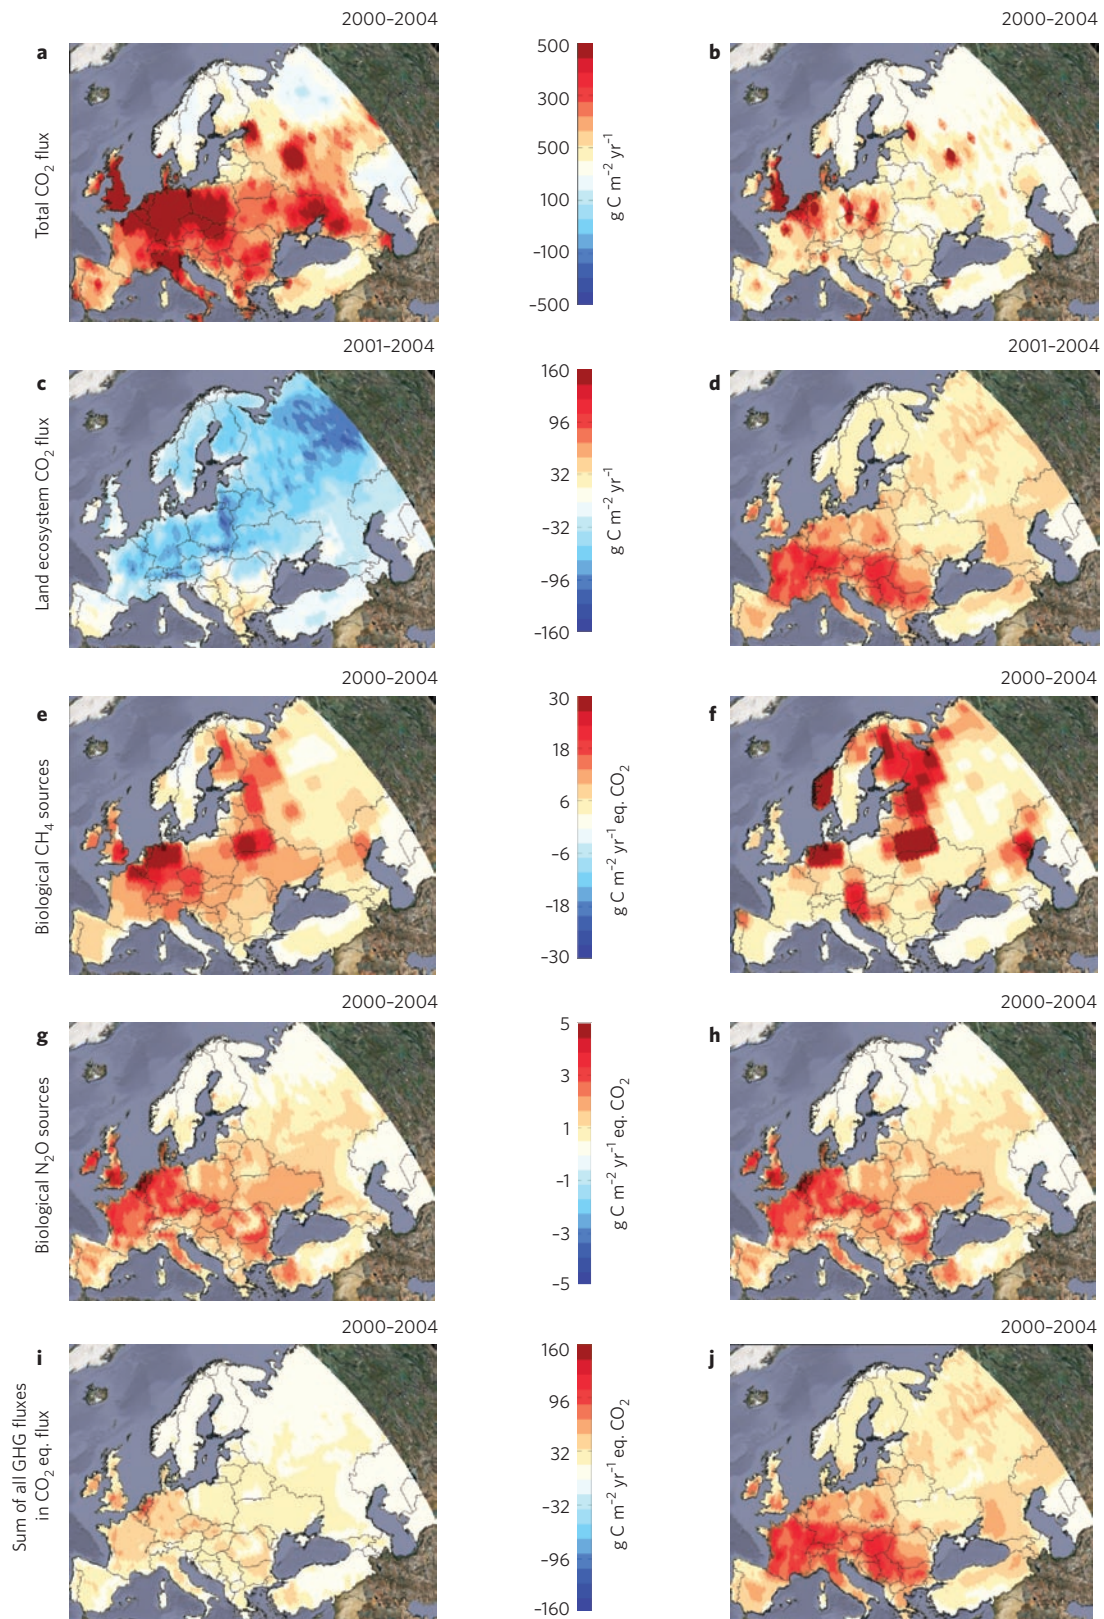 2000–2004
2000–2004
a
b
Total CO2 flux
500
300
500
100
-100
-500
g C m–2 yr–1
2001–2004
2001–2004
c
d
Land ecosystem CO2 flux
160
96
32
-32
-96
-160
g C m–2 yr–1
2000–2004
2000–2004
e
f
Biological CH4 sources
30
18
6
-6
-18
-30
g C m–2 yr–1 eq. CO2
2000–2004
2000–2004
g
h
Biological N2O sources
5
3
1
-1
-3
-5
g C m–2 yr–1 eq. CO2
2000–2004
2000–2004
i
j
Sum of all GHG fluxes
in CO2 eq. flux
160
96
32
-32
-96
-160
g C m–2 yr–1 eq. CO2